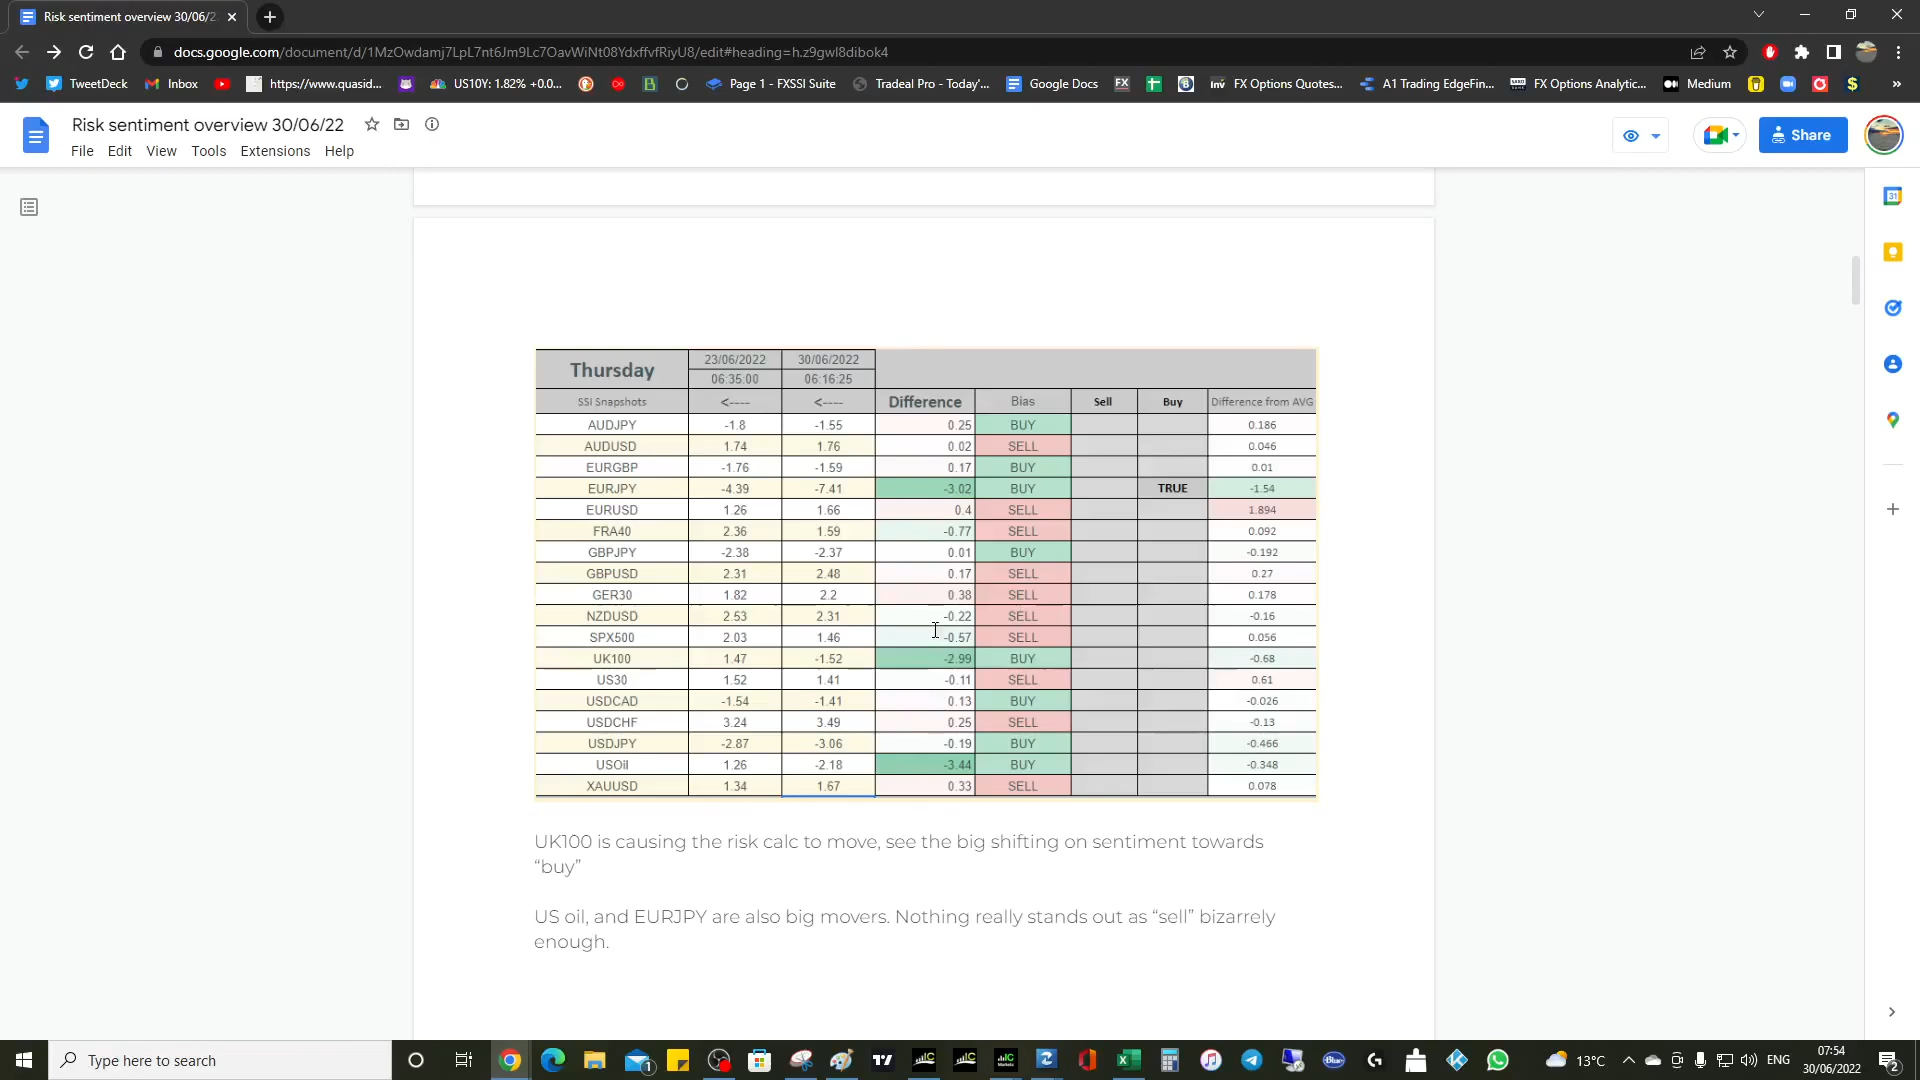 Risk sentiment overview 30/06/2
docs.google.com/document/d/1MzOwdamj7LpL7nt6Jm9Lc7OavWiNt08YdxffvfRiyU8/edit#heading=h.z9gwl8dibok4
TweetDeck Inbox https://www.quasid... US10Y: 1.82% +0.0... Page 1 - FXSSI Suite Tradeal Pro - Today'... Google Docs FX Options Quotes... A1 Trading EdgeFin... FX Options Analytic... Medium »
Risk sentiment overview 30/06/22
File Edit View Tools Extensions Help
Share
Thursday 23/06/2022 30/06/2022
06:35:00 06:16:25
SSI Snapshots <---- <---- Difference Bias Sell Buy Difference from AVG
AUDJPY -1.8 -1.55 0.25 BUY 0.186
AUDUSD 1.74 1.76 0.02 SELL 0.046
EURGBP -1.76 -1.59 0.17 BUY 0.01
EURJPY -4.39 -7.41 -3.02 BUY TRUE -1.54
EURUSD 1.26 1.66 0.4 SELL 1.894
FRA40 2.36 1.59 -0.77 SELL 0.092
GBPJPY -2.38 -2.37 0.01 BUY -0.192
GBPUSD 2.31 2.48 0.17 SELL 0.27
GER30 1.82 2.2 0.38 SELL 0.178
NZDUSD 2.53 2.31 -0.22 SELL -0.16
SPX500 2.03 1.46 -0.57 SELL 0.056
UK100 1.47 -1.52 -2.99 BUY -0.68
US30 1.52 1.41 -0.11 SELL 0.61
USDCAD -1.54 -1.41 0.13 BUY -0.026
USDCHF 3.24 3.49 0.25 SELL -0.13
USDJPY -2.87 -3.06 -0.19 BUY -0.466
USOil 1.26 -2.18 -3.44 BUY -0.348
XAUUSD 1.34 1.67 0.33 SELL 0.078
UK100 is causing the risk calc to move, see the big shifting on sentiment towards
“buy”
US oil, and EURJPY are also big movers. Nothing really stands out as “sell” bizarrely
enough.
Type here to search
13°C ENG 07:54
30/06/2022